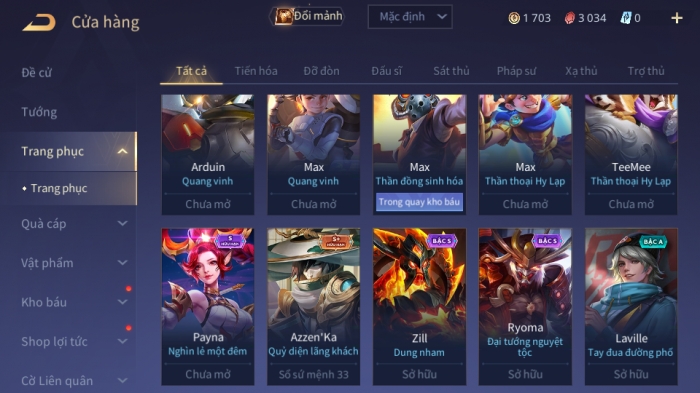 Cửa hàng
Đổi mảnh
Mặc định
1 703
3 034
0
Đề cử
Tướng
Trang phục
Trang phục
Quà cáp
Vật phẩm
Kho báu
Shop lợi tức
Cờ Liên quân
Tất cả Tiến hóa Đỡ đòn Đấu sĩ Sát thủ Pháp sư Xạ thủ Trợ thủ
Arduin
Quang vinh
Chưa mở
Max
Quang vinh
Chưa mở
Max
Thần đồng sinh hóa
Trong quay kho báu
Max
Thần thoại Hy Lạp
Chưa mở
TeeMee
Thần thoại Hy Lạp
Chưa mở
S
HỮU HẠN
Payna
Nghìn lẻ một đêm
Chưa mở
S+
HỮU HẠN
Azzen'Ka
Quỷ diện lãng khách
Sổ sứ mệnh 33
BẬC S
Zill
Dung nham
Sở hữu
BẬC S
Ryoma
Đại tướng nguyệt
tộc
Sở hữu
BẬC A
Laville
Tay đua đường phố
Sở hữu